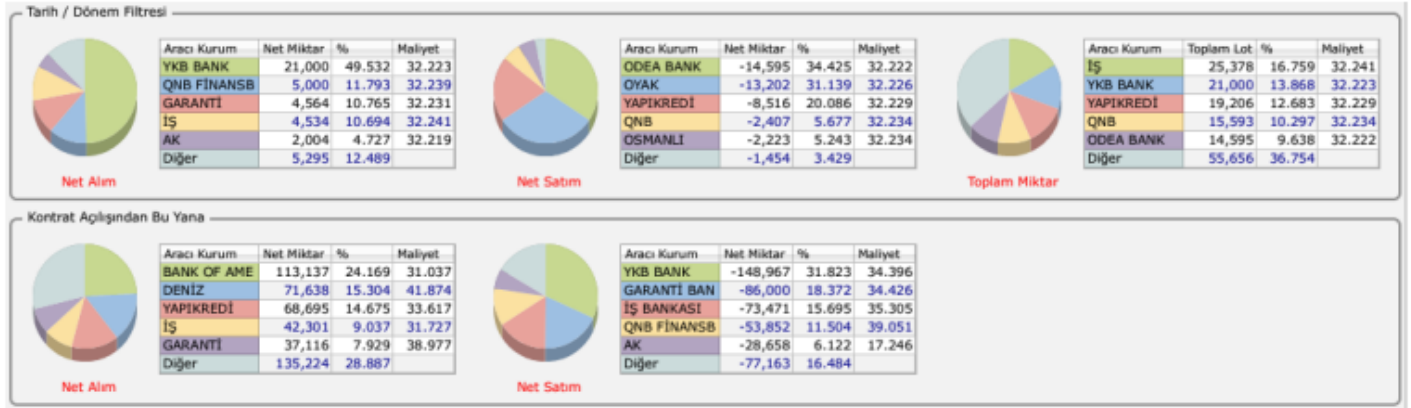 Tarih / Dönem Filtresi
Aracı Kurum Net Miktar % Maliyet
YKB BANK 21,000 49.532 32.223
QNB FİNANSB 5,000 11.793 32.239
GARANTİ 4,564 10.765 32.231
İŞ 4,534 10.694 32.241
AK 2,004 4.727 32.219
Diğer 5,295 12.489
Net Alım
Aracı Kurum Net Miktar % Maliyet
ODEA BANK -14,595 34.425 32.222
OYAK -13,202 31.139 32.226
YAPIKREDİ -8,516 20.086 32.229
QNB -2,407 5.677 32.234
OSMANLI -2,223 5.243 32.234
Diğer -1,454 3.429
Net Satım
Aracı Kurum Toplam Lot % Maliyet
İŞ 25,378 16.759 32.241
YKB BANK 21,000 13.868 32.223
YAPIKREDİ 19,206 12.683 32.229
QNB 15,593 10.297 32.234
ODEA BANK 14,595 9.638 32.222
Diğer 55,656 36.754
Toplam Miktar
Kontrat Açılışından Bu Yana
Aracı Kurum Net Miktar % Maliyet
BANK OF AME 113,137 24.169 31.037
DENİZ 71,638 15.304 41.874
YAPIKREDİ 68,695 14.675 33.617
İŞ 42,301 9.037 31.727
GARANTİ 37,116 7.929 38.977
Diğer 135,224 28.887
Net Alım
Aracı Kurum Net Miktar % Maliyet
YKB BANK -148,967 31.823 34.396
GARANTİ BAN -86,000 18.372 34.426
İŞ BANKASI -73,471 15.695 35.305
QNB FİNANSB -53,852 11.504 39.051
AK -28,658 6.122 17.246
Diğer -77,163 16.484
Net Satım